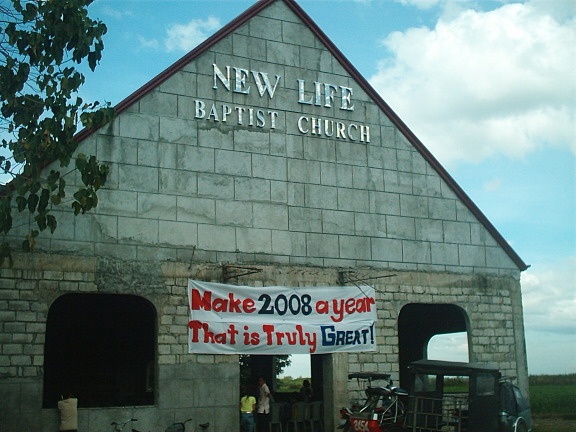 NEW LIFE
BAPTIST CHURCH
Make 2008 a year
That is Truly GREAT!